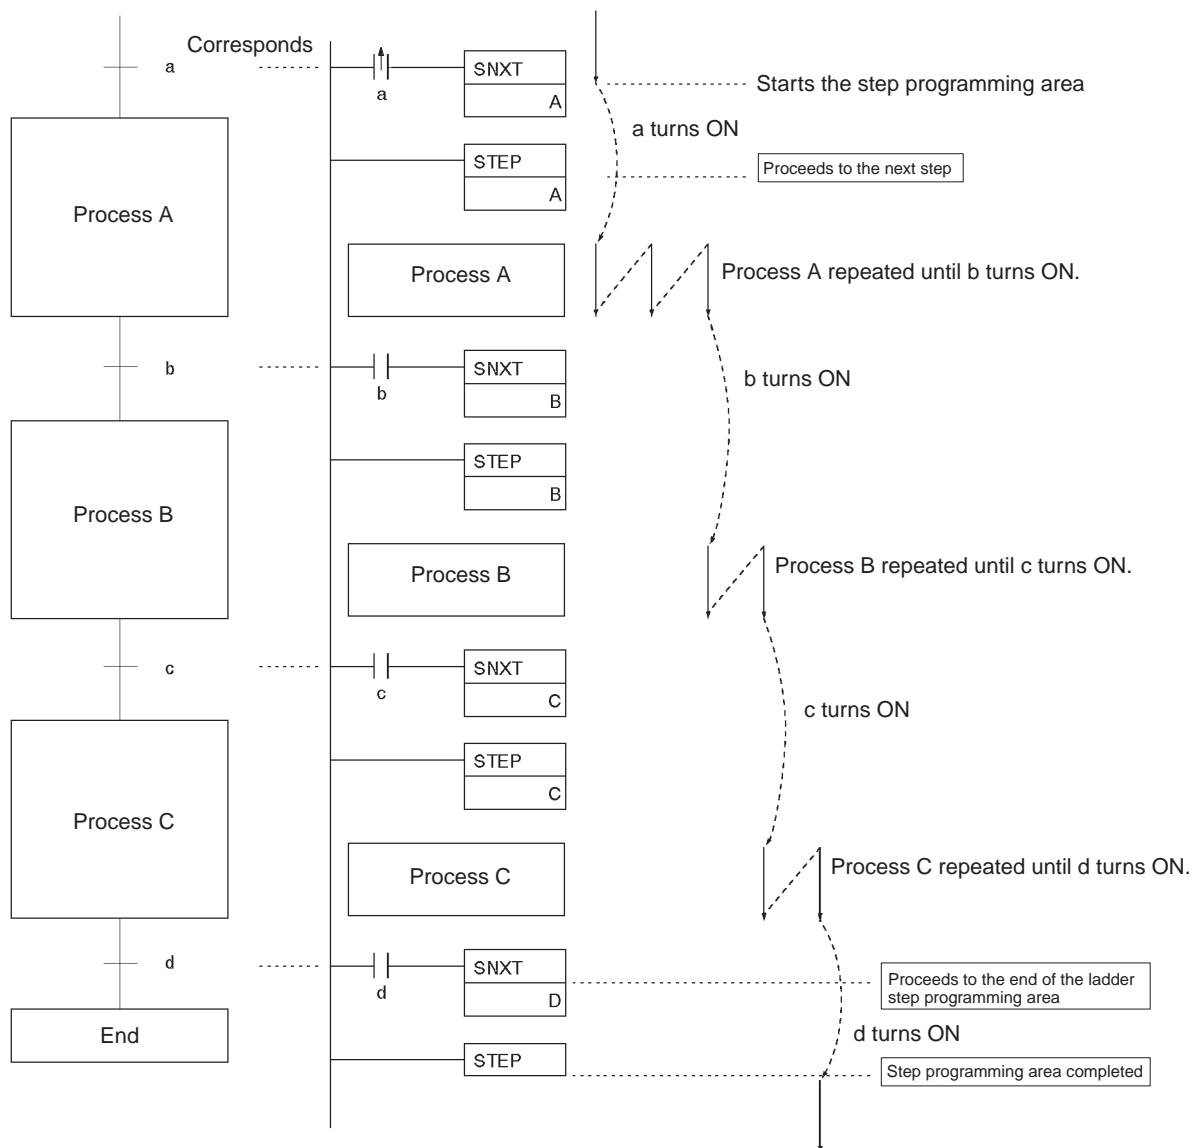 Corresponds
a
a
SNXT
A
Starts the step programming area
a turns ON
STEP
A
Proceeds to the next step
Process A
Process A
Process A repeated until b turns ON.
b
b
SNXT
B
b turns ON
STEP
B
Process B
Process B
Process B repeated until c turns ON.
c
c
SNXT
C
c turns ON
STEP
C
Process C
Process C
Process C repeated until d turns ON.
d
d
SNXT
D
Proceeds to the end of the ladder
step programming area
End
d turns ON
STEP
Step programming area completed